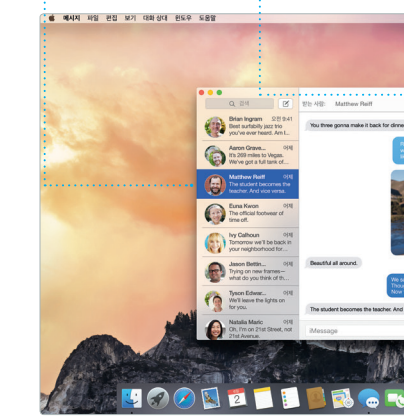 메시지 파일 편집 보기 대화 상대 윈도우 도움말
검색
받는 사람: Matthew Reiff
Brian Ingram 오전 9:41
Best surfabilly jazz trio
you've ever heard. Am I...
Aaron Grave... 어제
It's 269 miles to Vegas.
We've got a full tank of...
Matthew Reiff 어제
The student becomes the
teacher. And vice versa.
Euna Kwon 어제
The official footwear of
time off.
Ivy Calhoun 어제
Tomorrow we'll be back in
your neighborhood for...
Jason Bettin... 어제
Trying on new frames—
what do you think of th...
Tyson Edwar... 어제
We'll leave the lights on
for you.
Natalia Maric 어제
Oh, I'm on 21st Street, not
21st Avenue.
You three gonna make it back for dinne
Beautiful all around.
We s
Thou
Now
The student becomes the teacher. And
iMessage
2